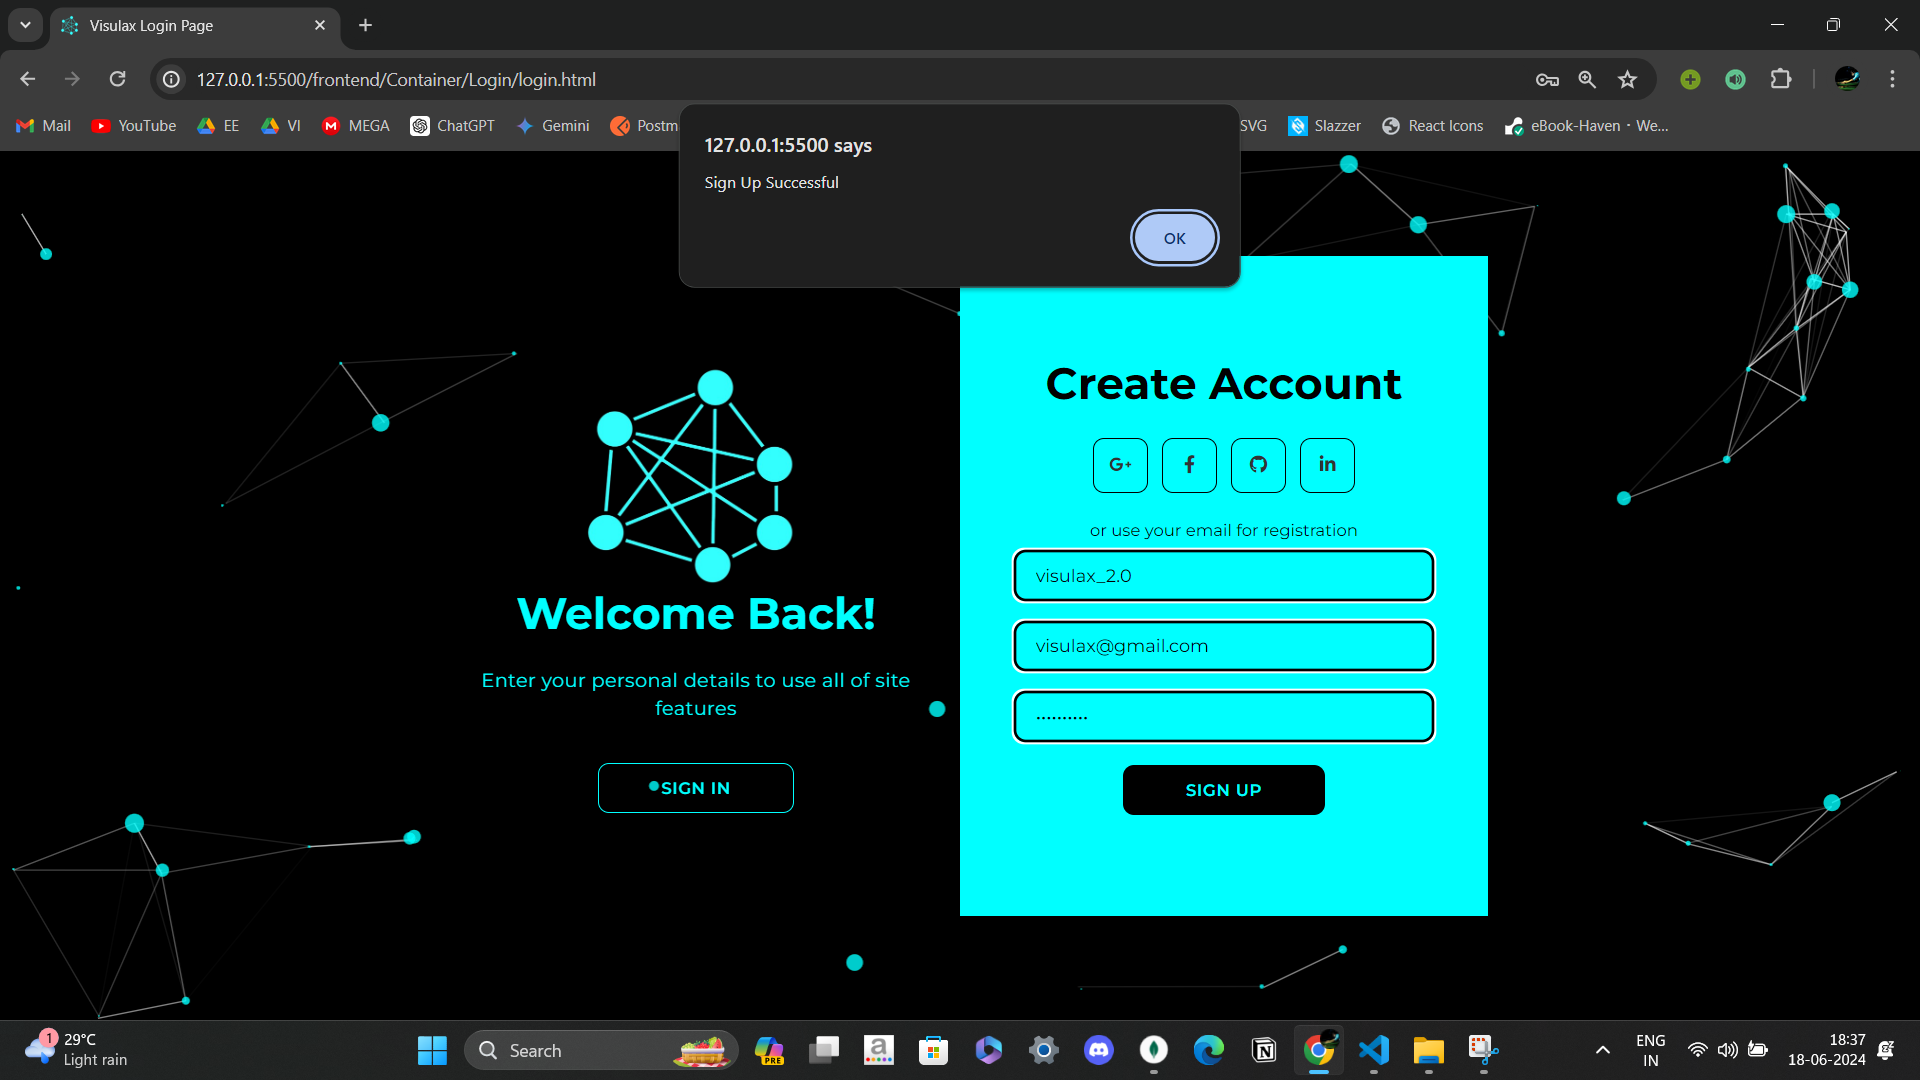 Visulax Login Page
127.0.0.1:5500/frontend/Container/Login/login.html
Mail YouTube EE VI MEGA ChatGPT Gemini Postm SVG Slazzer React Icons eBook-Haven · We...
127.0.0.1:5500 says
Sign Up Successful
OK
Create Account
G+ f in
or use your email for registration
visulax_2.0
visulax@gmail.com
••••••••••
SIGN UP
Welcome Back!
Enter your personal details to use all of site
features
SIGN IN
1
29°C
Light rain
Search
PRE
a
ENG
IN
18:37
18-06-2024